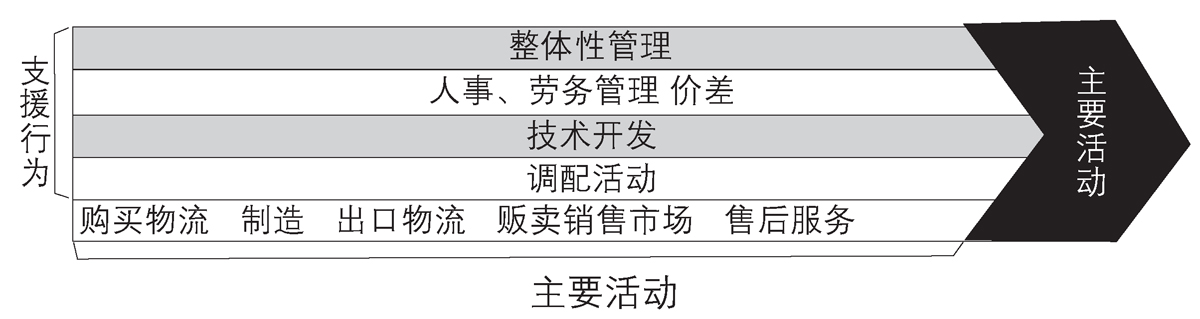 支援行为
整体性管理
人事、劳务管理 价差
技术开发
调配活动
购买物流 制造 出口物流 贩卖销售市场 售后服务
主要活动
主要活动